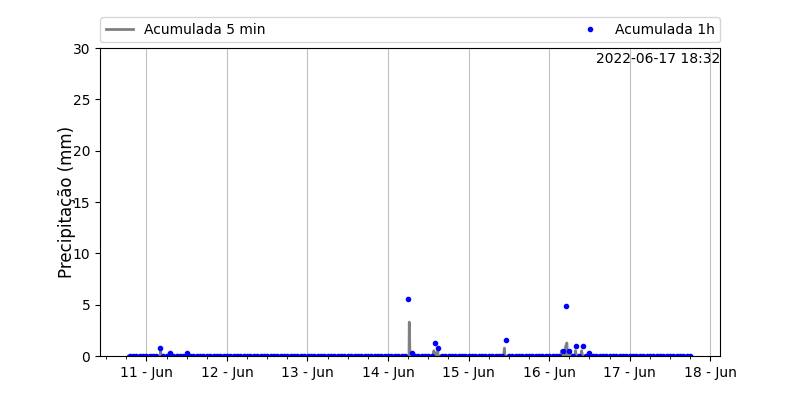 Acumulada 5 min
Acumulada 1h
2022-06-17 18:32
Precipitação (mm)
30
25
20
15
10
5
0
11 - Jun
12 - Jun
13 - Jun
14 - Jun
15 - Jun
16 - Jun
17 - Jun
18 - Jun